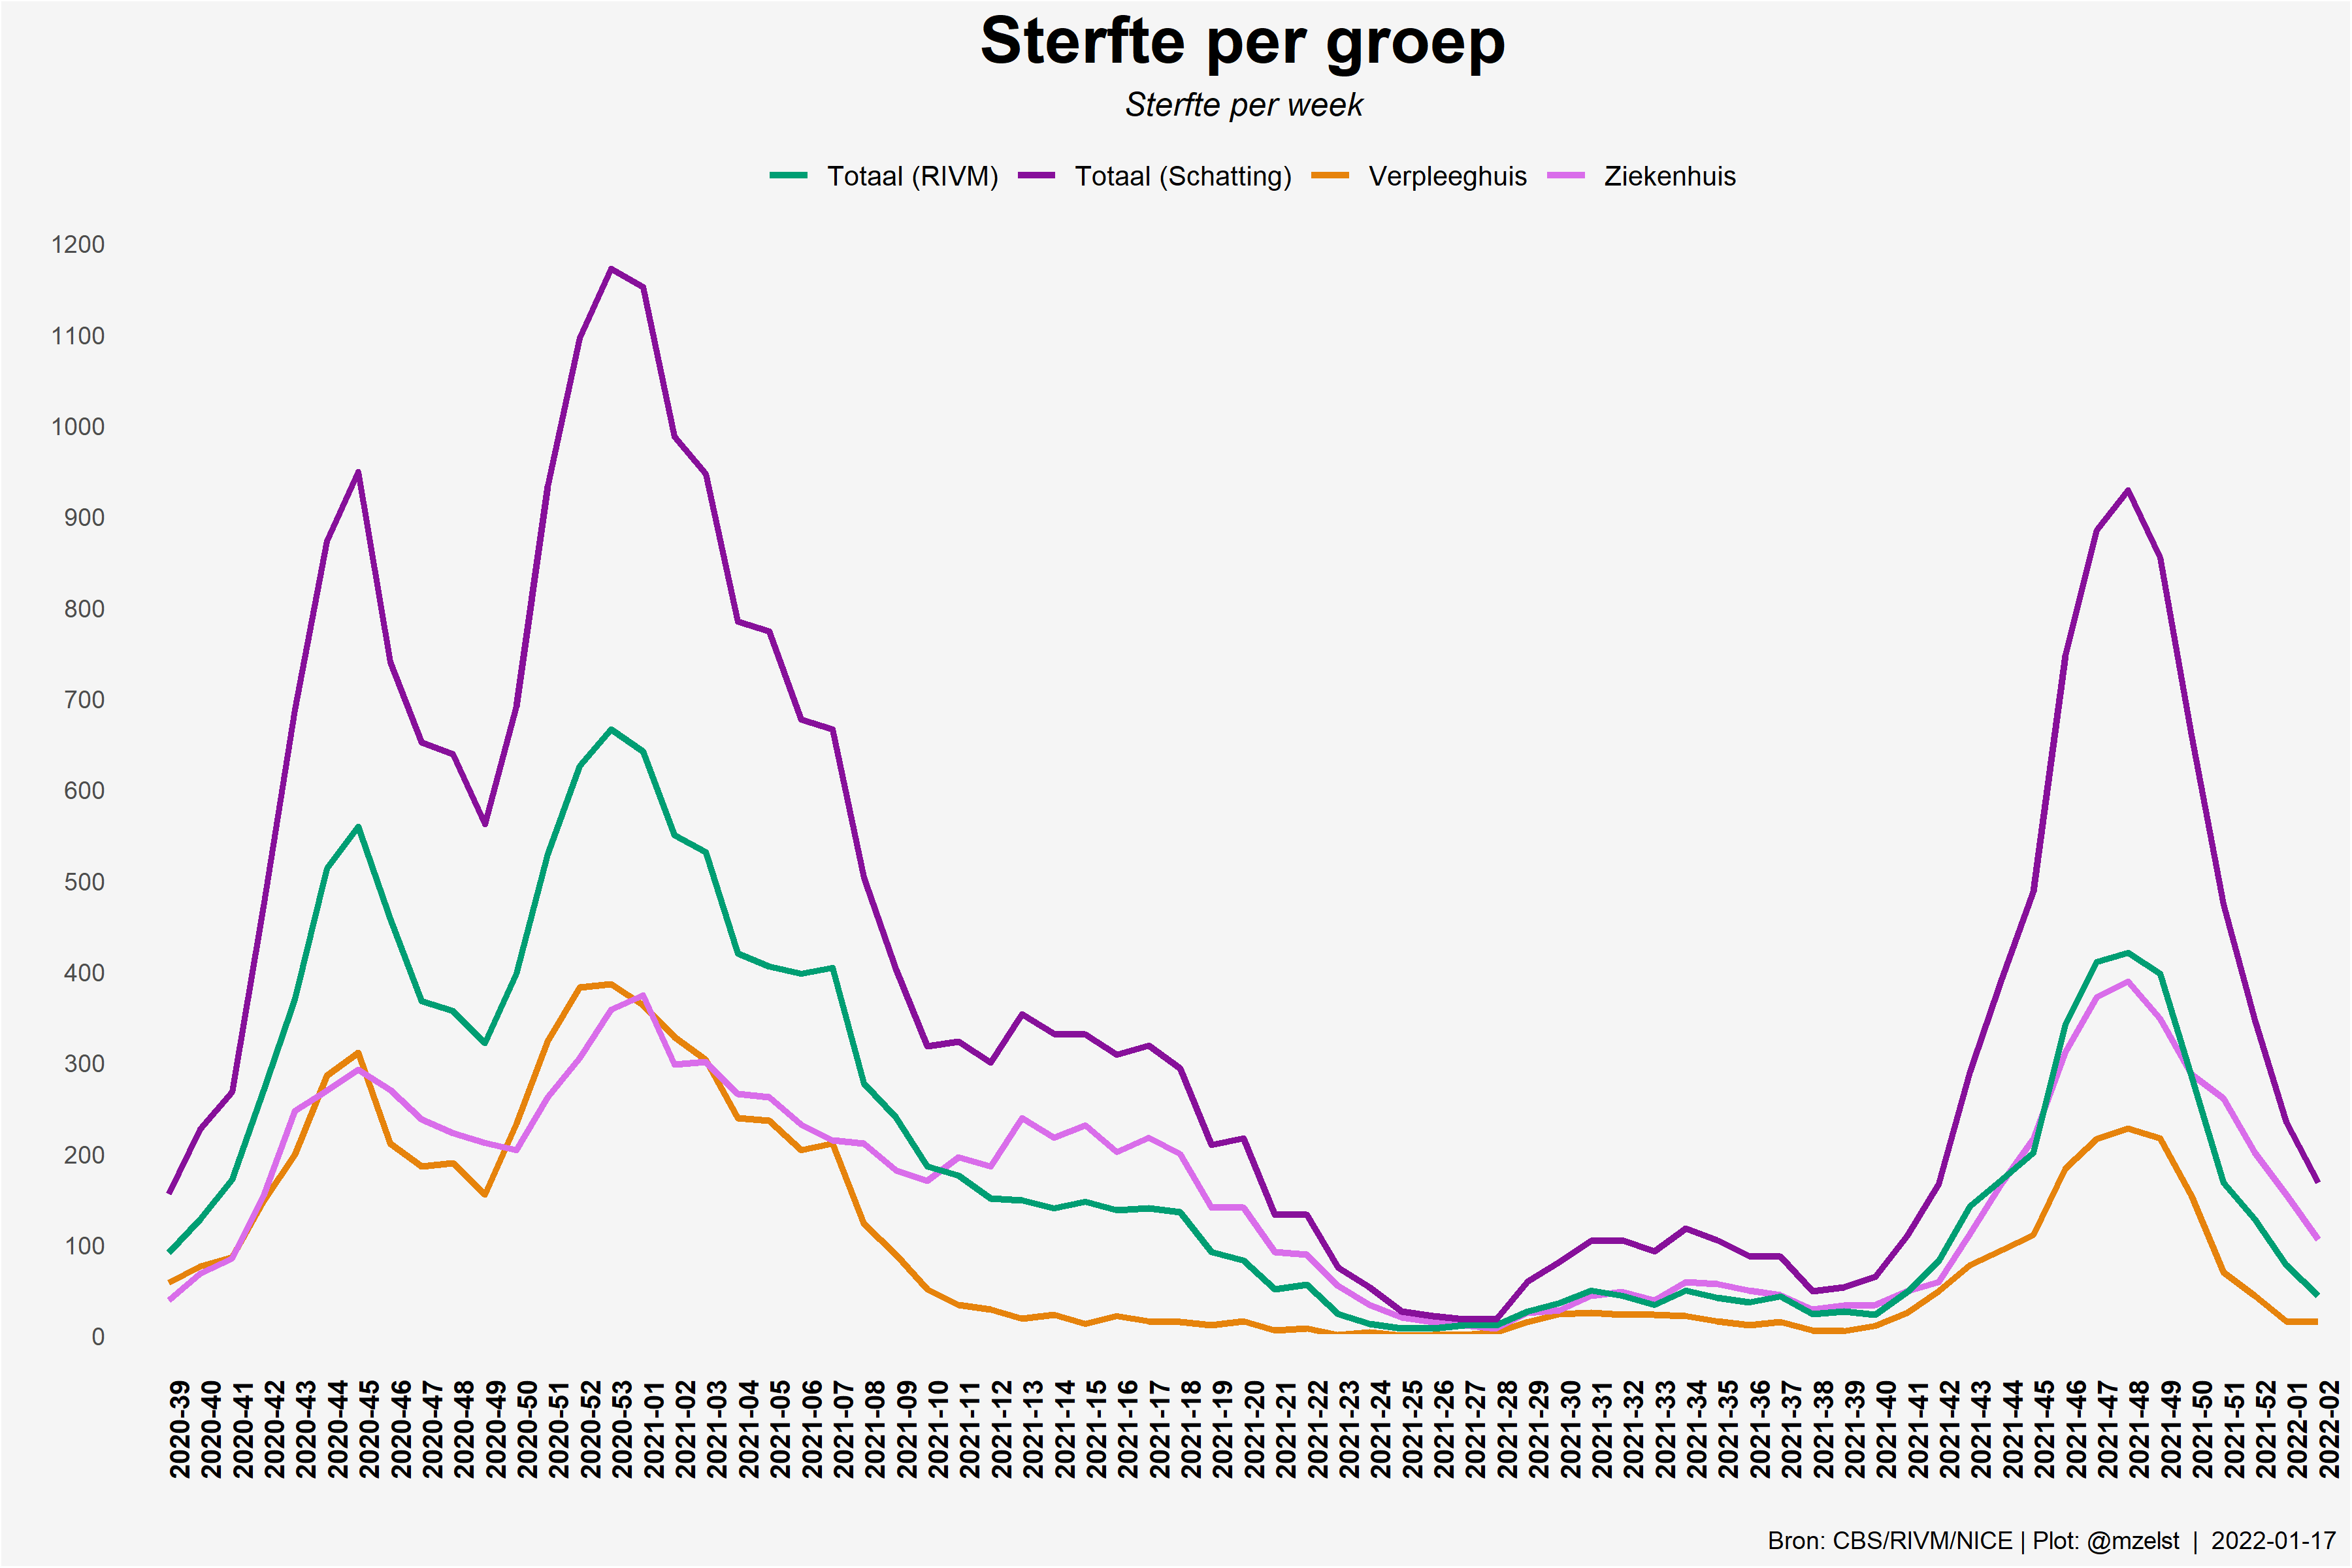 Sterfte per groep
Sterfte per week
Totaal (RIVM) Totaal (Schatting) Verpleeghuis Ziekenhuis
1200
1100
1000
900
800
700
600
500
400
300
200
100
0
2020-39 2020-40 2020-41 2020-42 2020-43 2020-44 2020-45 2020-46 2020-47 2020-48 2020-49 2020-50 2020-51 2020-52 2020-53 2021-01 2021-02 2021-03 2021-04 2021-05 2021-06 2021-07 2021-08 2021-09 2021-10 2021-11 2021-12 2021-13 2021-14 2021-15 2021-16 2021-17 2021-18 2021-19 2021-20 2021-21 2021-22 2021-23 2021-24 2021-25 2021-26 2021-27 2021-28 2021-29 2021-30 2021-31 2021-32 2021-33 2021-34 2021-35 2021-36 2021-37 2021-38 2021-39 2021-40 2021-41 2021-42 2021-43 2021-44 2021-45 2021-46 2021-47 2021-48 2021-49 2021-50 2021-51 2021-52 2022-01 2022-02
Bron: CBS/RIVM/NICE | Plot: @mzelst | 2022-01-17